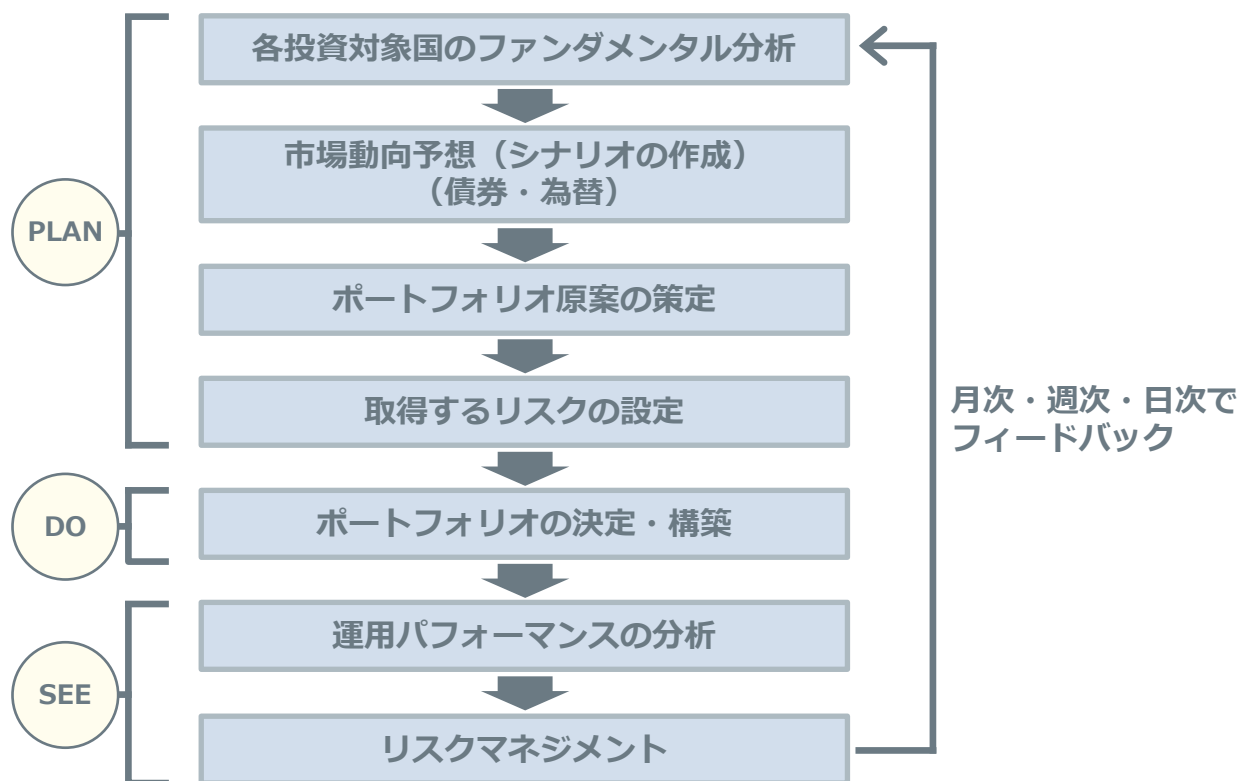 各投資対象国のファンダメンタル分析
市場動向予想（シナリオの作成）
（債券・為替）
PLAN
ポートフォリオ原案の策定
取得するリスクの設定
月次・週次・日次で
フィードバック
DO
ポートフォリオの決定・構築
運用パフォーマンスの分析
SEE
リスクマネジメント